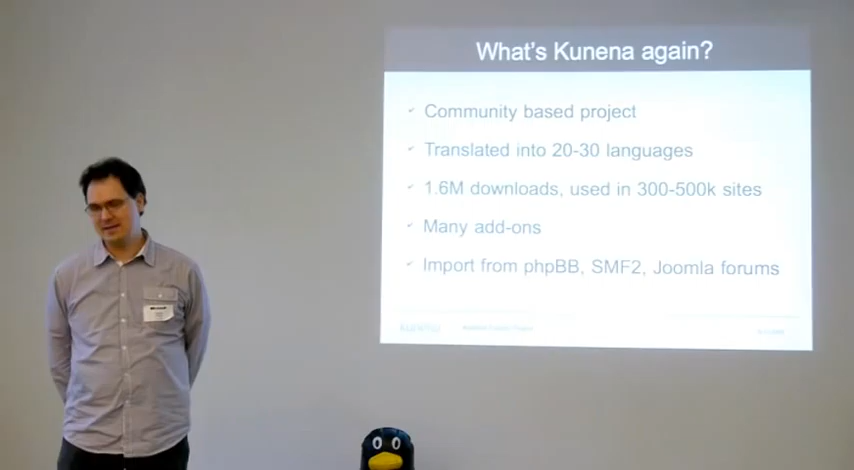 What's Kunena again?
Community based project
Translated into 20-30 languages
1.6M downloads, used in 300-500k sites
Many add-ons
Import from phpBB, SMF2, Joomla forums